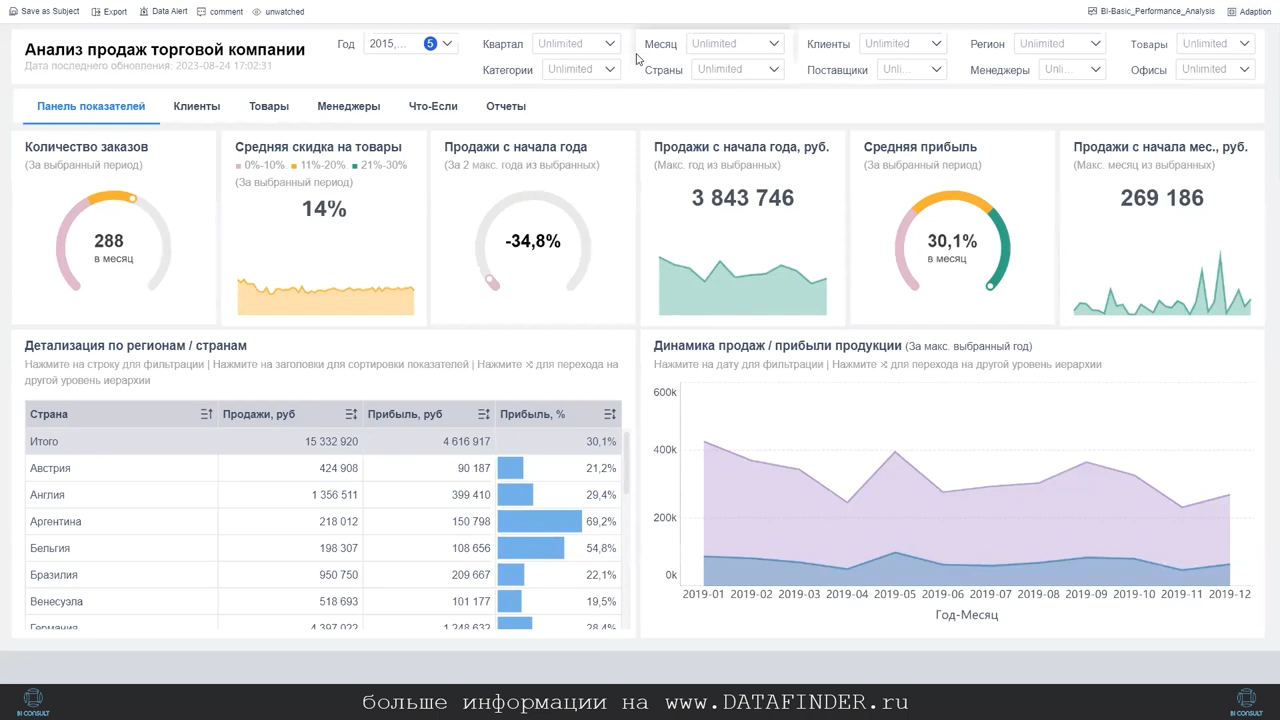 Save as Subject Export Data Alert comment unwatched BI-Basic_Performance_Analysis Adaption
Анализ продаж торговой компании
Дата последнего обновления: 2023-08-24 17:02:31
Год 2015,... 5 Квартал Unlimited Месяц Unlimited Клиенты Unlimited Регион Unlimited Товары Unlimited
Категории Unlimited Страны Unlimited Поставщики Unli... Менеджеры Unli... Офисы Unlimited
Панель показателей Клиенты Товары Менеджеры Что-Если Отчеты
Количество заказов
(За выбранный период)
288
в месяц
Средняя скидка на товары
0%-10% 11%-20% 21%-30%
(За выбранный период)
14%
Продажи с начала года
(За 2 макс. года из выбранных)
-34,8%
Продажи с начала года, руб.
(Макс. год из выбранных)
3 843 746
Средняя прибыль
(За выбранный период)
30,1%
в месяц
Продажи с начала мес., руб.
(Макс. месяц из выбранных)
269 186
Детализация по регионам / странам
Нажмите на строку для фильтрации | Нажмите на заголовки для сортировки показателей | Нажмите для перехода на
другой уровень иерархии
Страна Продажи, руб Прибыль, руб Прибыль, %
Итого 15 332 920 4 616 917 30,1%
Австрия 424 908 90 187 21,2%
Англия 1 356 511 399 410 29,4%
Аргентина 218 012 150 798 69,2%
Бельгия 198 307 108 656 54,8%
Бразилия 950 750 209 667 22,1%
Венесуэла 518 693 101 177 19,5%
Германия 4 397 022 1 248 632 28,4%
Динамика продаж / прибыли продукции (За макс. выбранный год)
Нажмите на дату для фильтрации | Нажмите для перехода на другой уровень иерархии
600k
400k
200k
0k
2019-01 2019-02 2019-03 2019-04 2019-05 2019-06 2019-07 2019-08 2019-09 2019-10 2019-11 2019-12
Год-Месяц
BI CONSULT больше информации на www.DATAFINDER.ru BI CONSULT